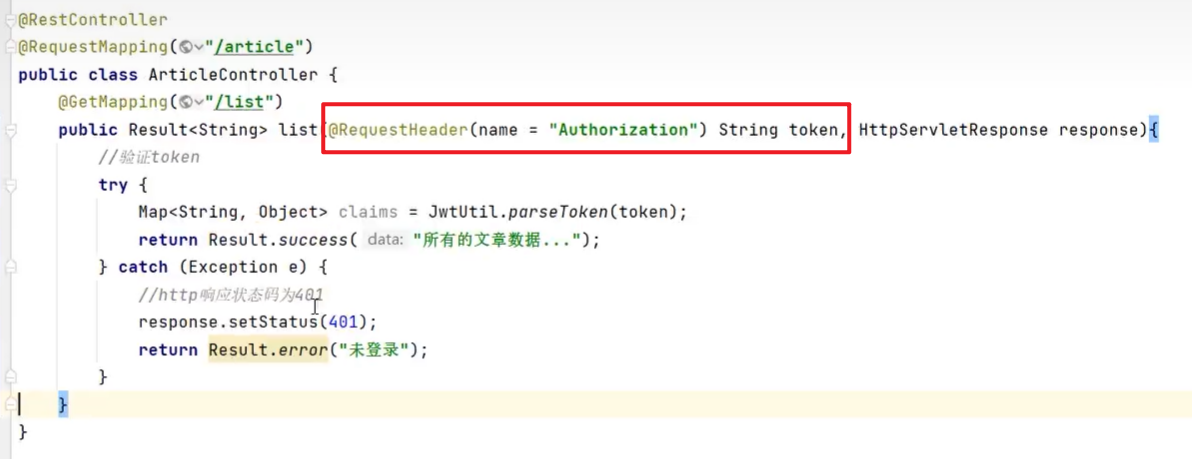 @RestController
@RequestMapping("/article")
public class ArticleController {
@GetMapping("/list")
public Result<String> list(@RequestHeader(name = "Authorization") String token, HttpServletResponse response){
//验证token
try {
Map<String, Object> claims = JwtUtil.parseToken(token);
return Result.success( data: "所有的文章数据...");
} catch (Exception e) {
//http响应状态码为401
response.setStatus(401);
return Result.error("未登录");
}
}
}